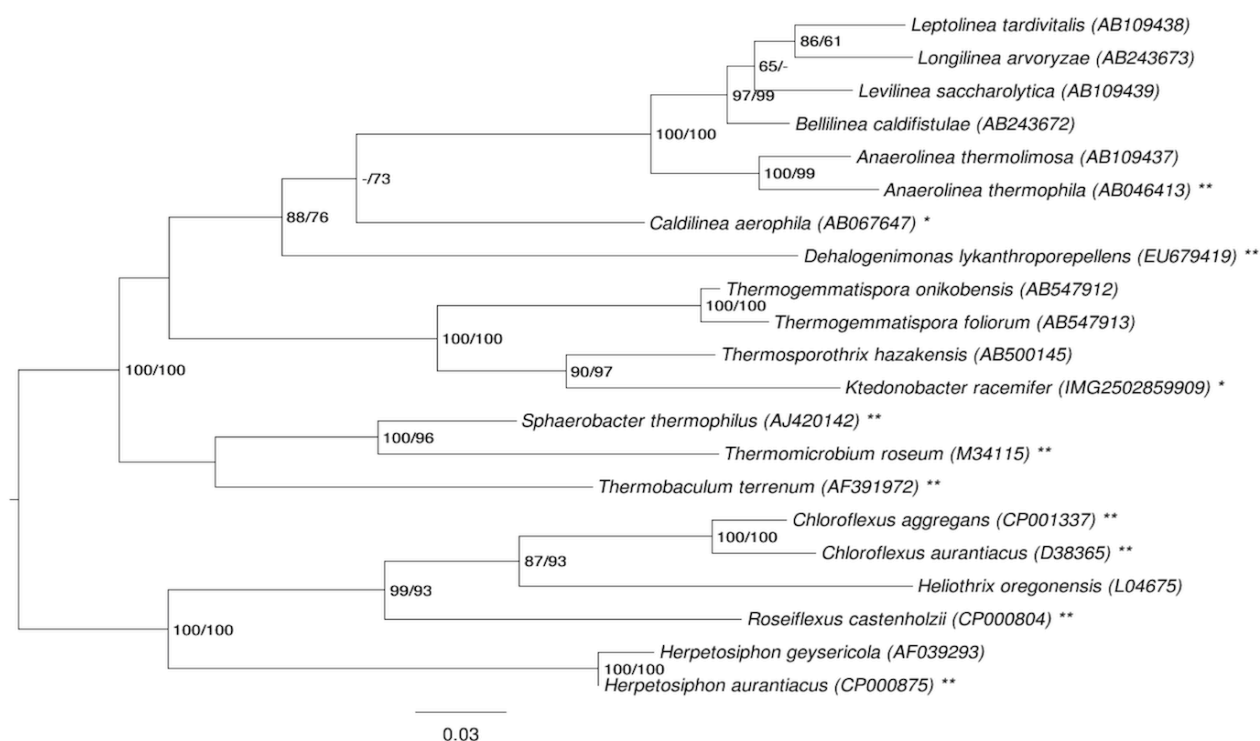 Leptolinea tardivitalis (AB109438)
86/61
Longilinea arvoryzae (AB243673)
65/-
Levilinea saccharolytica (AB109439)
97/99
Bellilinea caldifistulae (AB243672)
100/100
Anaerolinea thermolimosa (AB109437)
100/99
Anaerolinea thermophila (AB046413) **
-/73
88/76
Caldilinea aerophila (AB067647) *
Dehalogenimonas lykanthroporepellens (EU679419) **
Thermogemmatispora onikobensis (AB547912)
100/100
Thermogemmatispora foliorum (AB547913)
100/100
Thermosporothrix hazakensis (AB500145)
90/97
100/100
Ktedonobacter racemifer (IMG2502859909) *
Sphaerobacter thermophilus (AJ420142) **
100/96
Thermomicrobium roseum (M34115) **
Thermobaculum terrenum (AF391972) **
Chloroflexus aggregans (CP001337) **
100/100
Chloroflexus aurantiacus (D38365) **
87/93
Heliothrix oregonensis (L04675)
99/93
Roseiflexus castenholzii (CP000804) **
100/100
Herpetosiphon geysericola (AF039293)
100/100
Herpetosiphon aurantiacus (CP000875) **
0.03